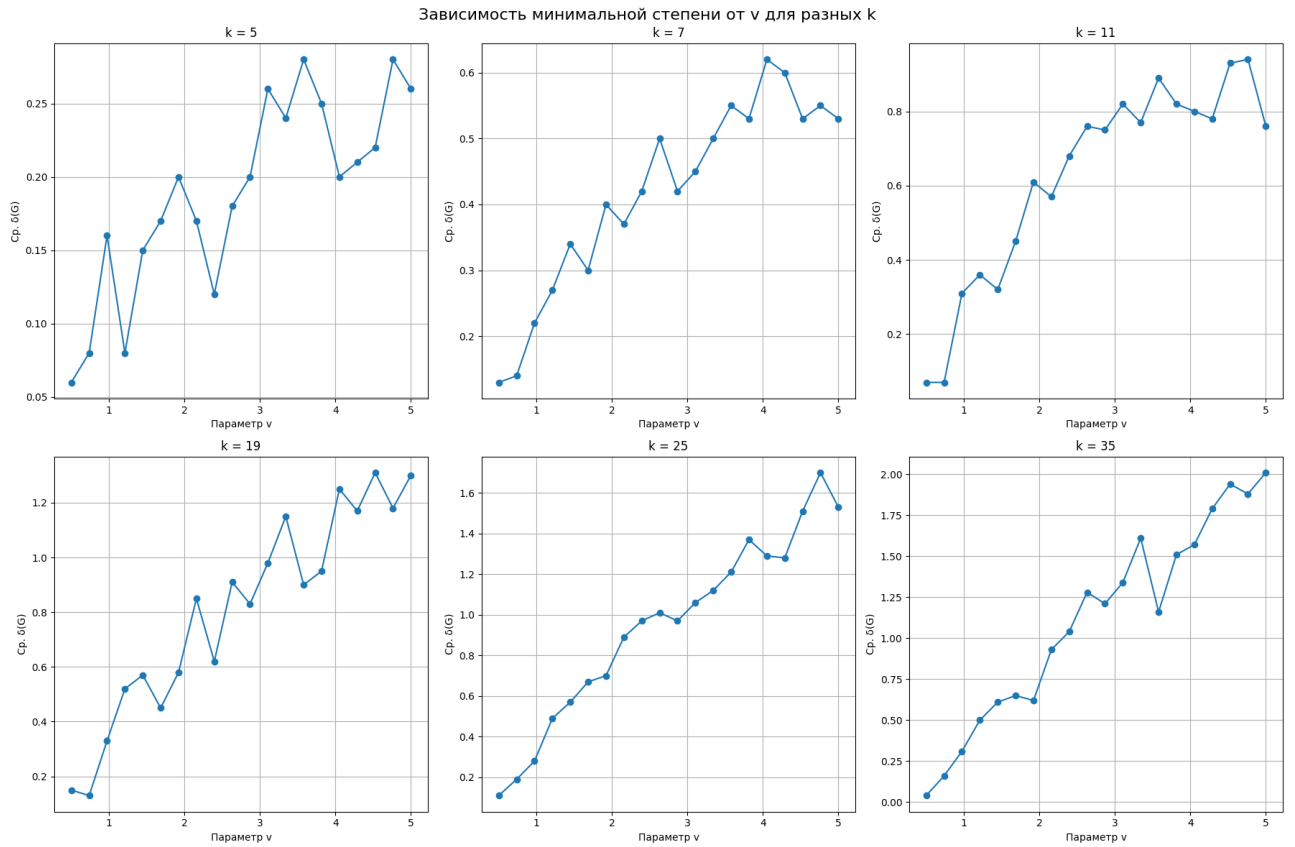 Зависимость минимальной степени от v для разных k
k = 5
Ср. δ(G)
0.25
0.20
0.15
0.10
0.05
1 2 3 4 5
Параметр v
k = 7
Ср. δ(G)
0.6
0.5
0.4
0.3
0.2
1 2 3 4 5
Параметр v
k = 11
Ср. δ(G)
0.8
0.6
0.4
0.2
1 2 3 4 5
Параметр v
k = 19
Ср. δ(G)
1.2
1.0
0.8
0.6
0.4
0.2
1 2 3 4 5
Параметр v
k = 25
Ср. δ(G)
1.6
1.4
1.2
1.0
0.8
0.6
0.4
0.2
1 2 3 4 5
Параметр v
k = 35
Ср. δ(G)
2.00
1.75
1.50
1.25
1.00
0.75
0.50
0.25
0.00
1 2 3 4 5
Параметр v